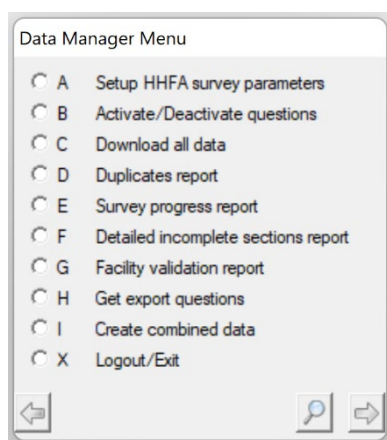 Data Manager Menu
A Setup HHFA survey parameters
B Activate/Deactivate questions
C Download all data
D Duplicates report
E Survey progress report
F Detailed incomplete sections report
G Facility validation report
H Get export questions
I Create combined data
X Logout/Exit